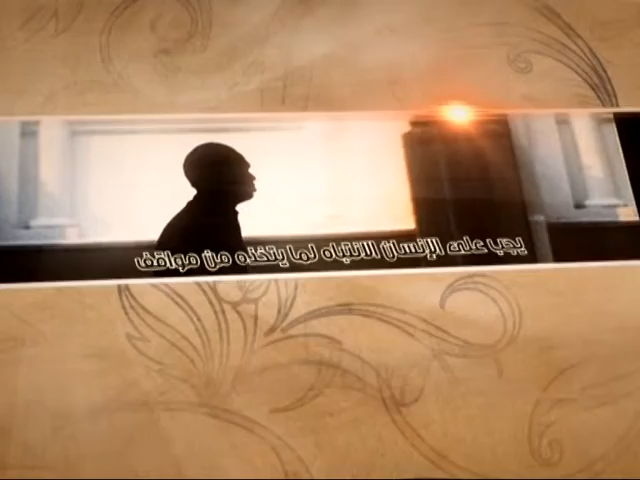 يجب على الإنسان الانتباه لما يتخذه من مواقف